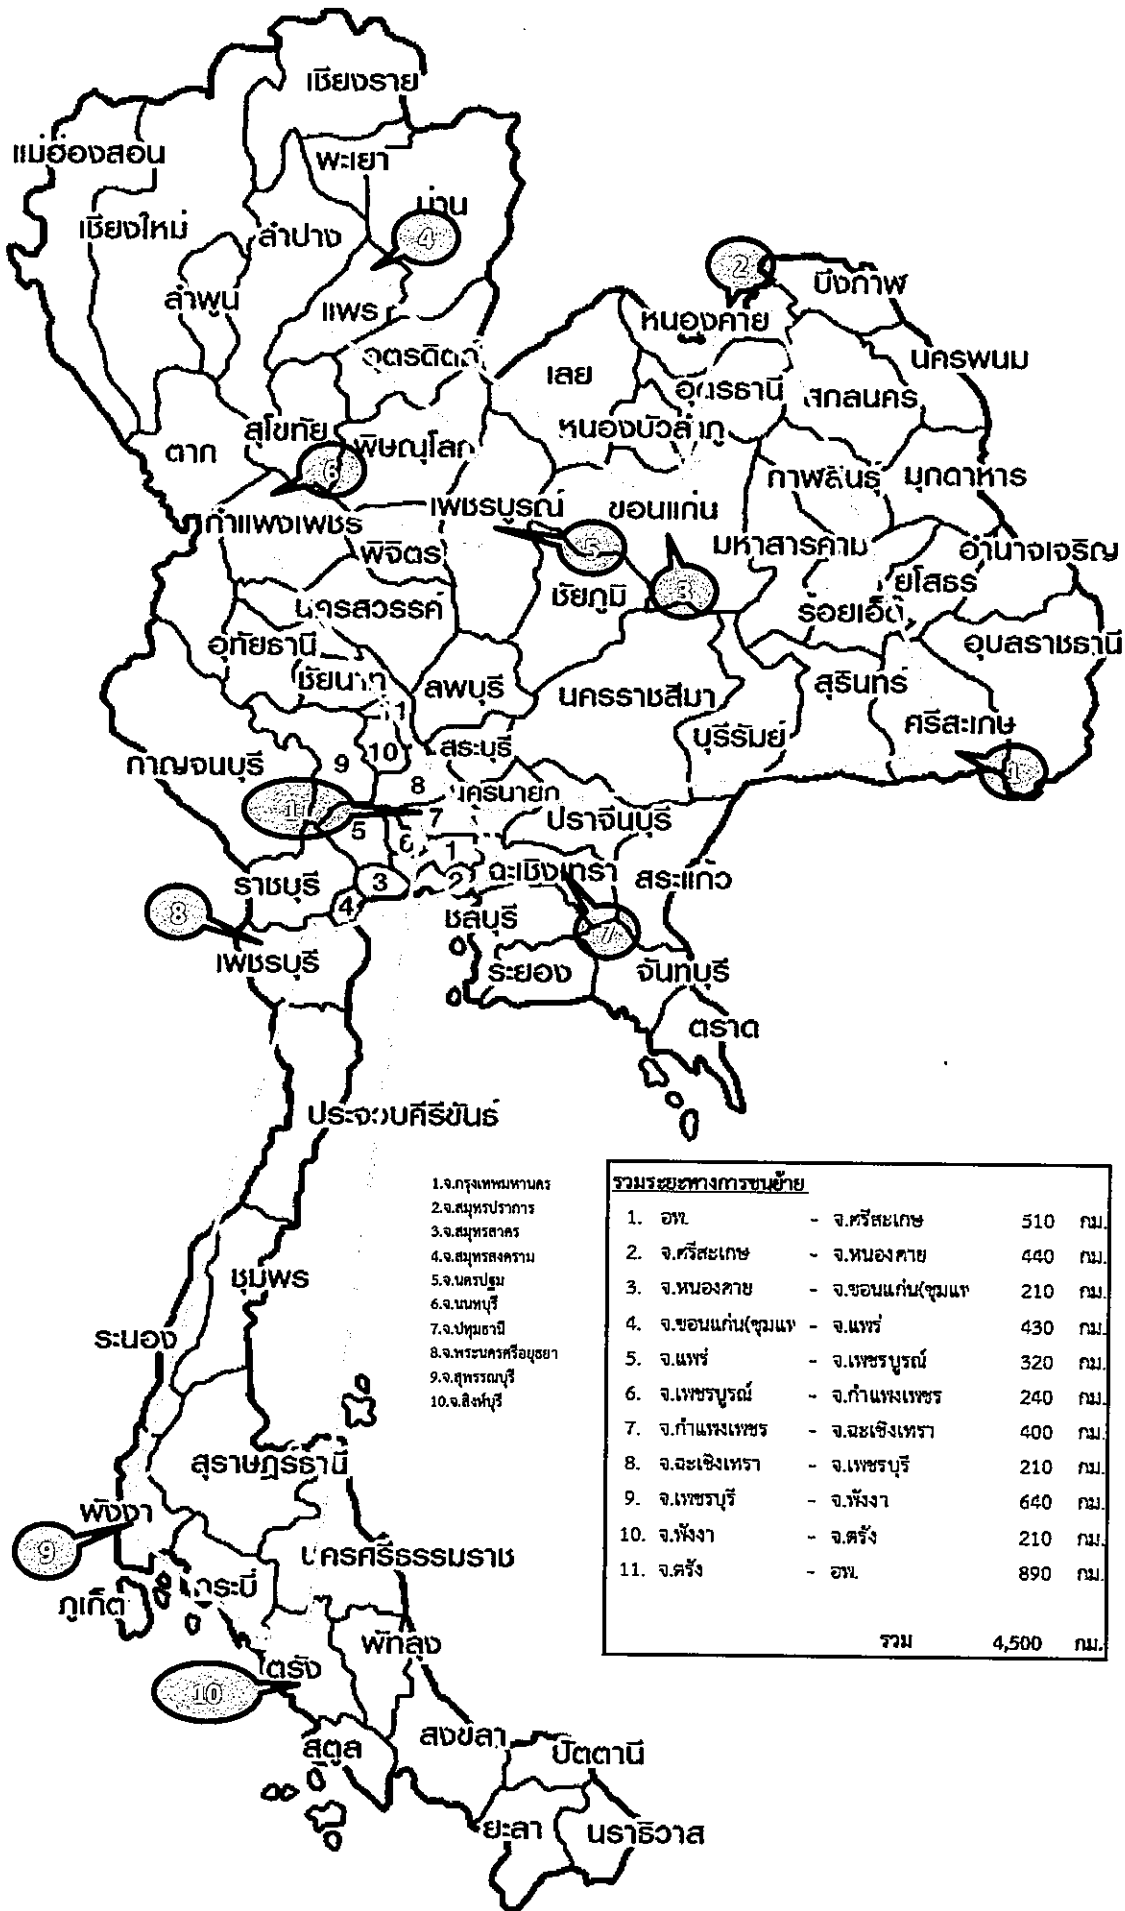 เชียงราย
แม่ฮ่องสอน
พะเยา
น่าน
เชียงใหม่
ลำปาง
4
2
บึงกาฬ
ลำพูน
แพร่
หนองคาย
นครพนม
อุตรดิตถ์
เลย
อุดรธานี
สกลนคร
สุโขทัย
หนองบัวลำภู
ตาก
พิษณุโลก
6
กาฬสินธุ์
มุกดาหาร
กำแพงเพชร
เพชรบูรณ์
ขอนแก่น
พิจิตร
5
มหาสารคาม
อำนาจเจริญ
ชัยภูมิ
3
ยโสธร
นครสวรรค์
ร้อยเอ็ด
อุทัยธานี
อุบลราชธานี
ชัยนาท
ลพบุรี
นครราชสีมา
สุรินทร์
11
ศรีสะเกษ
10
สระบุรี
บุรีรัมย์
กาญจนบุรี
9
8
นครนายก
1
11
5
7
ปราจีนบุรี
6
1
ราชบุรี
3
2
ฉะเชิงเทรา
สระแก้ว
8
4
ชลบุรี
7
เพชรบุรี
ระยอง
จันทบุรี
ตราด
ประจวบคีรีขันธ์
1.จ.กรุงเทพมหานคร
2.จ.สมุทรปราการ
3.จ.สมุทรสาคร
4.จ.สมุทรสงคราม
5.จ.นครปฐม
6.จ.นนทบุรี
7.จ.ปทุมธานี
8.จ.พระนครศรีอยุธยา
9.จ.สุพรรณบุรี
10.จ.สิงห์บุรี
รวมระยะทางการขนย้าย
1. อท. - จ.ศรีสะเกษ 510 กม.
2. จ.ศรีสะเกษ - จ.หนองคาย 440 กม.
3. จ.หนองคาย - จ.ขอนแก่น(ชุมแพ 210 กม.
4. จ.ขอนแก่น(ชุมแพ - จ.แพร่ 430 กม.
5. จ.แพร่ - จ.เพชรบูรณ์ 320 กม.
6. จ.เพชรบูรณ์ - จ.กำแพงเพชร 240 กม.
7. จ.กำแพงเพชร - จ.ฉะเชิงเทรา 400 กม.
8. จ.ฉะเชิงเทรา - จ.เพชรบุรี 210 กม.
9. จ.เพชรบุรี - จ.พังงา 640 กม.
10. จ.พังงา - จ.ตรัง 210 กม.
11. จ.ตรัง - อท. 890 กม.
รวม 4,500 กม.
ชุมพร
ระนอง
สุราษฎร์ธานี
พังงา
9
นครศรีธรรมราช
กระบี่
ภูเก็ต
พัทลุง
ตรัง
10
สงขลา
สตูล
ปัตตานี
ยะลา
นราธิวาส